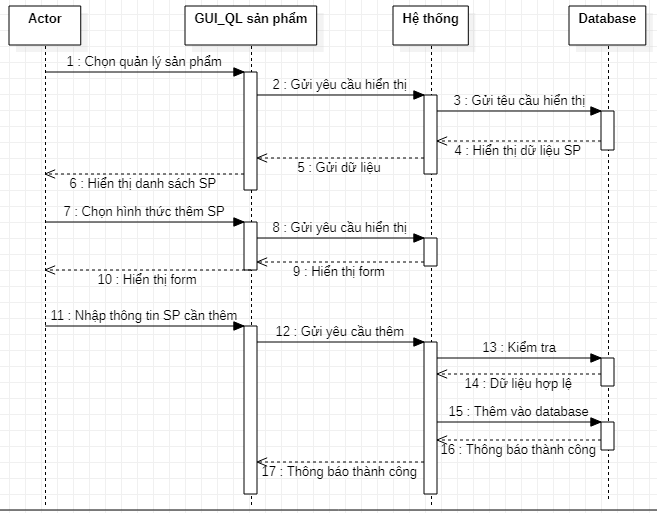 Actor
GUI_QL sản phẩm
Hệ thống
Database
1 : Chọn quản lý sản phẩm
2 : Gửi yêu cầu hiển thị
3 : Gửi têu cầu hiển thị
4 : Hiển thị dữ liệu SP
5 : Gửi dữ liệu
6 : Hiển thị danh sách SP
7 : Chọn hình thức thêm SP
8 : Gửi yêu cầu hiển thị
9 : Hiển thị form
10 : Hiển thị form
11 : Nhập thông tin SP cần thêm
12 : Gửi yêu cầu thêm
13 : Kiểm tra
14 : Dữ liệu hợp lệ
15 : Thêm vào database
16 : Thông báo thành công
17 : Thông báo thành công